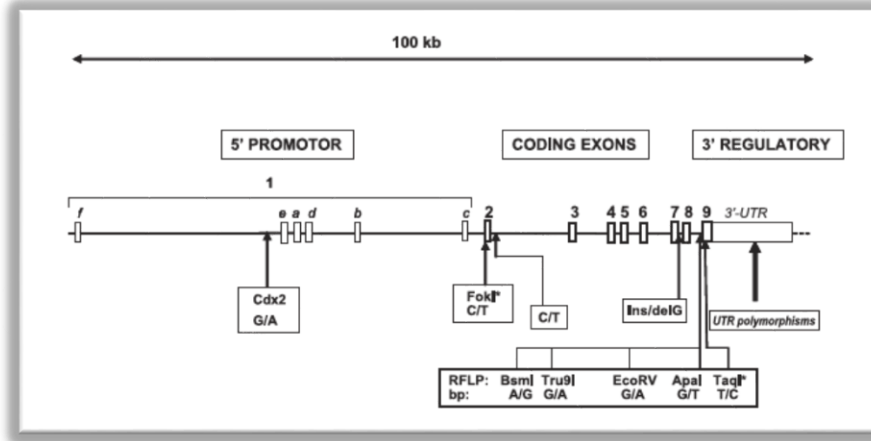 100 kb
5' PROMOTOR
CODING EXONS
3' REGULATORY
1
f e a d b c 2 3 4 5 6 7 8 9 3'-UTR
Cdx2
G/A
FokI*
C/T
C/T
Ins/delG
UTR polymorphisms
RFLP: BsmI Tru9I EcoRV ApaI TaqI*
bp: A/G G/A G/A G/T T/C